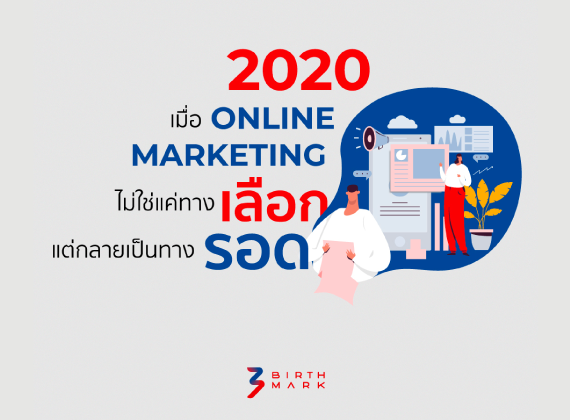 2020
เมื่อ ONLINE
MARKETING
ไม่ใช่แค่ทาง เลือก
แต่กลายเป็นทาง รอด
BIRTH
MARK